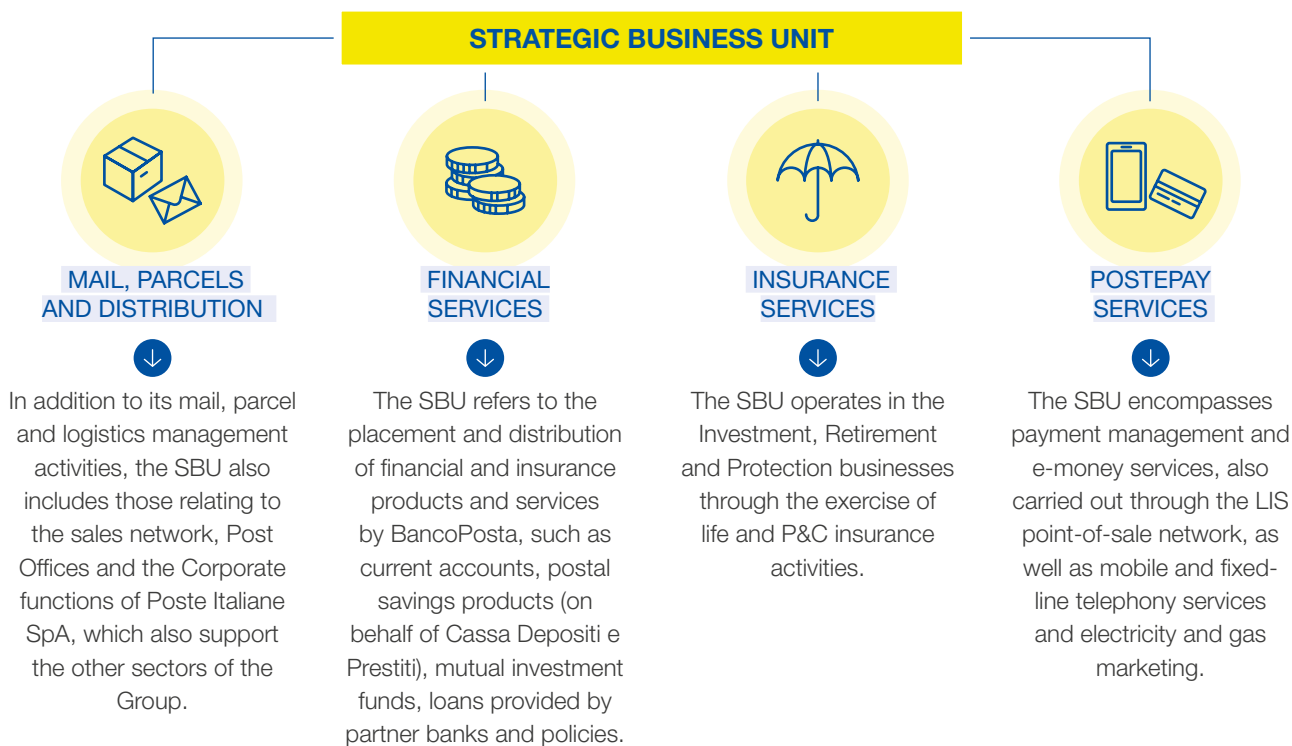 STRATEGIC BUSINESS UNIT
MAIL, PARCELS
AND DISTRIBUTION
In addition to its mail, parcel
and logistics management
activities, the SBU also
includes those relating to
the sales network, Post
Offices and the Corporate
functions of Poste Italiane
SpA, which also support
the other sectors of the
Group.
FINANCIAL
SERVICES
The SBU refers to the
placement and distribution
of financial and insurance
products and services
by BancoPosta, such as
current accounts, postal
savings products (on
behalf of Cassa Depositi e
Prestiti), mutual investment
funds, loans provided by
partner banks and policies.
INSURANCE
SERVICES
The SBU operates in the
Investment, Retirement
and Protection businesses
through the exercise of
life and P&C insurance
activities.
POSTEPAY
SERVICES
The SBU encompasses
payment management and
e-money services, also
carried out through the LIS
point-of-sale network, as
well as mobile and fixed-
line telephony services
and electricity and gas
marketing.